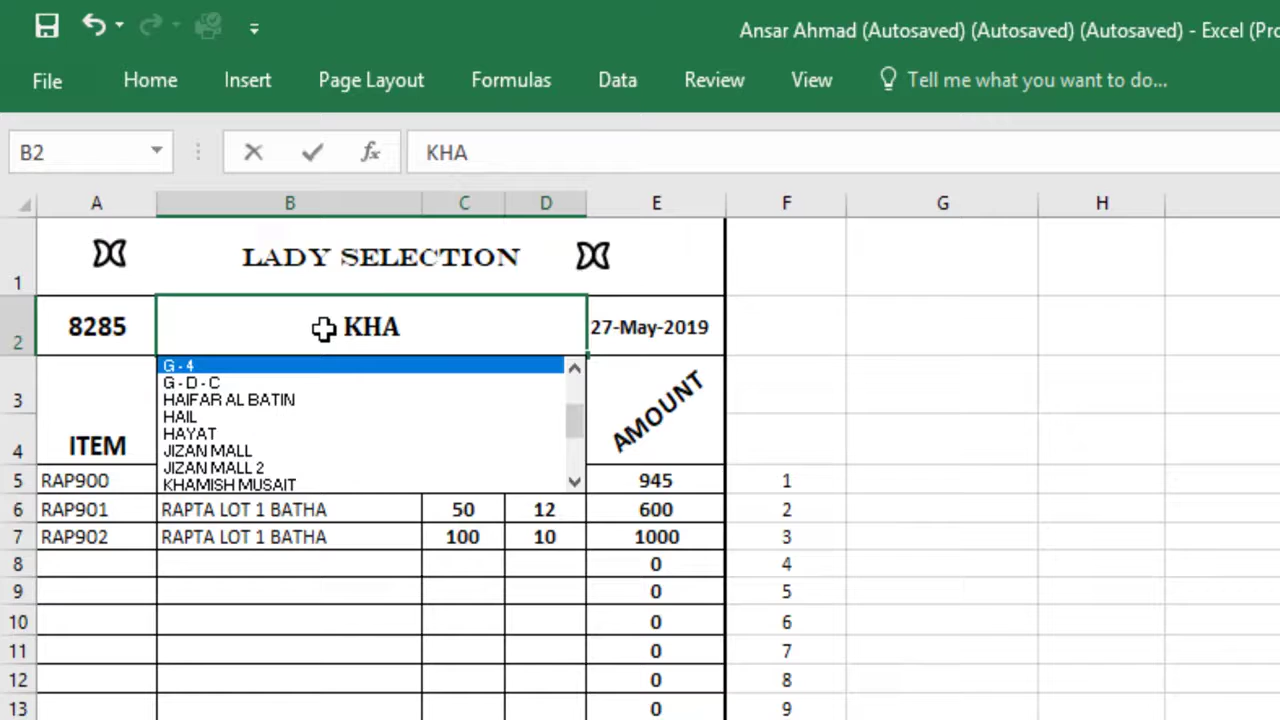 Ansar Ahmad (Autosaved) (Autosaved) (Autosaved) - Excel (Pro
File Home Insert Page Layout Formulas Data Review View Tell me what you want to do...
B2 fx KHA
A B C D E F G H
1 LADY SELECTION
2 8285 KHA 27-May-2019
G - 4
G - D - C
3 HAIFAR AL BATIN AMOUNT
HAIL
HAYAT
4 ITEM JIZAN MALL
JIZAN MALL 2
5 RAP900 KHAMISH MUSAIT 945 1
6 RAP901 RAPTA LOT 1 BATHA 50 12 600 2
7 RAP902 RAPTA LOT 1 BATHA 100 10 1000 3
8 0 4
9 0 5
10 0 6
11 0 7
12 0 8
13 0 9